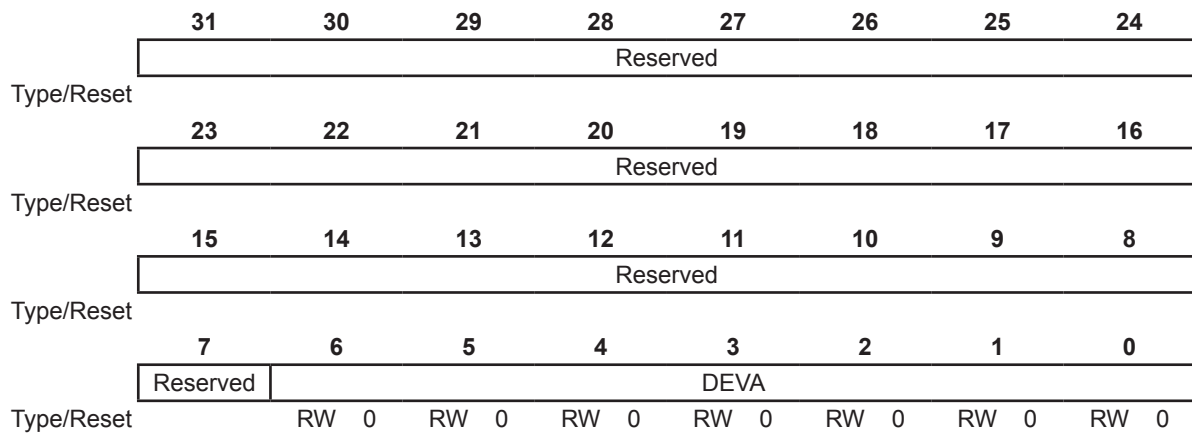 31 30 29 28 27 26 25 24
Reserved
Type/Reset
23 22 21 20 19 18 17 16
Reserved
Type/Reset
15 14 13 12 11 10 9 8
Reserved
Type/Reset
7 6 5 4 3 2 1 0
Reserved DEVA
Type/Reset RW 0 RW 0 RW 0 RW 0 RW 0 RW 0 RW 0